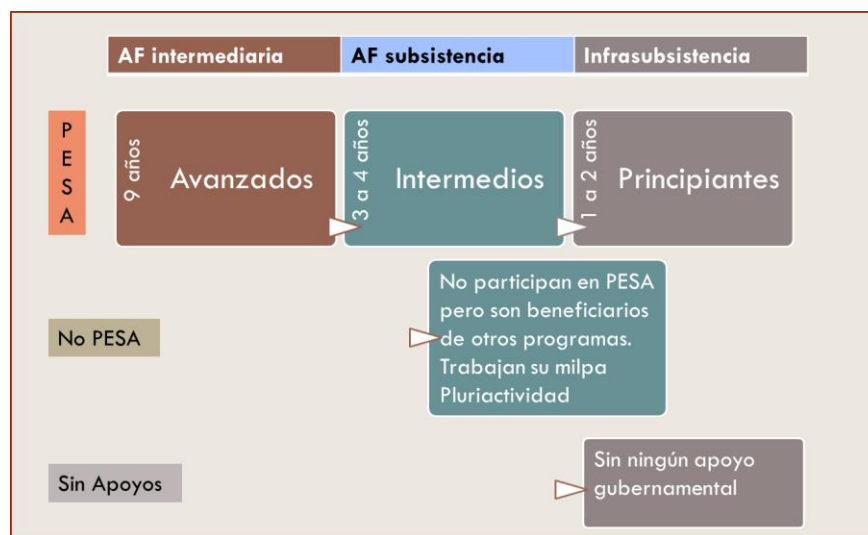 AF intermediaria
AF subsistencia
Infrasubsistencia
P
E
S
A
9 años
Avanzados
3 a 4 años
Intermedios
1 a 2 años
Principiantes
No PESA
No participan en PESA
pero son beneficiarios
de otros programas.
Trabajan su milpa
Pluriactividad
Sin Apoyos
Sin ningún apoyo
gubernamental